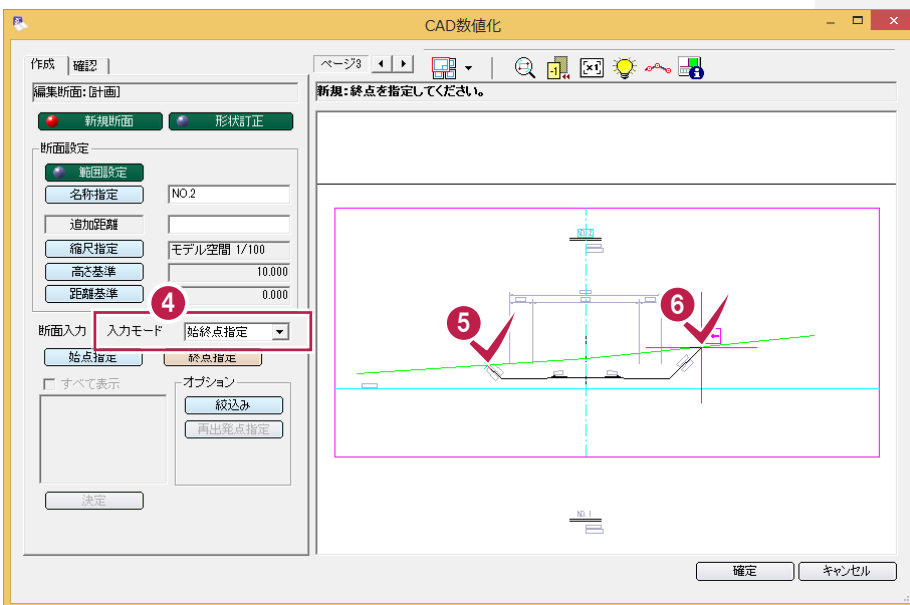 CAD数値化
作成 確認
編集断面:[計画]
新規断面 形状訂正
断面設定
範囲設定
名称指定 NO.2
追加距離
縮尺指定 モデル空間 1/100
高さ基準 10.000
距離基準 0.000
4
断面入力 入力モード 始終点指定
始点指定 終点指定
すべて表示
オプション
絞込み
再出発点指定
決定
ページ3
新規:終点を指定してください。
NO.2
5
6
NO.1
確定 キャンセル